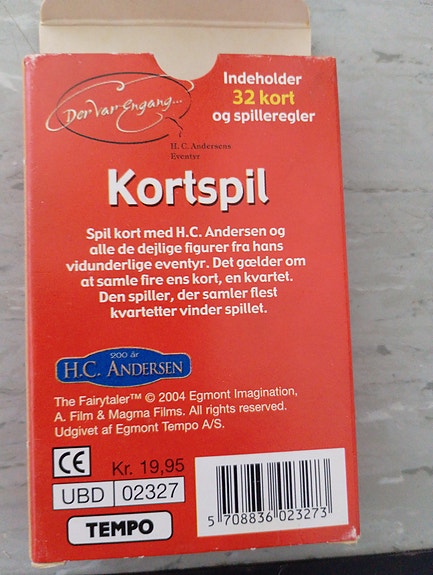 Der var engang...
H. C. Andersens
Eventyr
Indeholder
32 kort
og spilleregler
Kortspil
Spil kort med H.C. Andersen og
alle de dejlige figurer fra hans
vidunderlige eventyr. Det gælder om
at samle fire ens kort, en kvartet.
Den spiller, der samler flest
kvartetter vinder spillet.
200 år
H.C. ANDERSEN
The Fairytaler™ © 2004 Egmont Imagination,
A. Film & Magma Films. All rights reserved.
Udgivet af Egmont Tempo A/S.
CE Kr. 19,95
UBD 02327
TEMPO
5 708836 023273